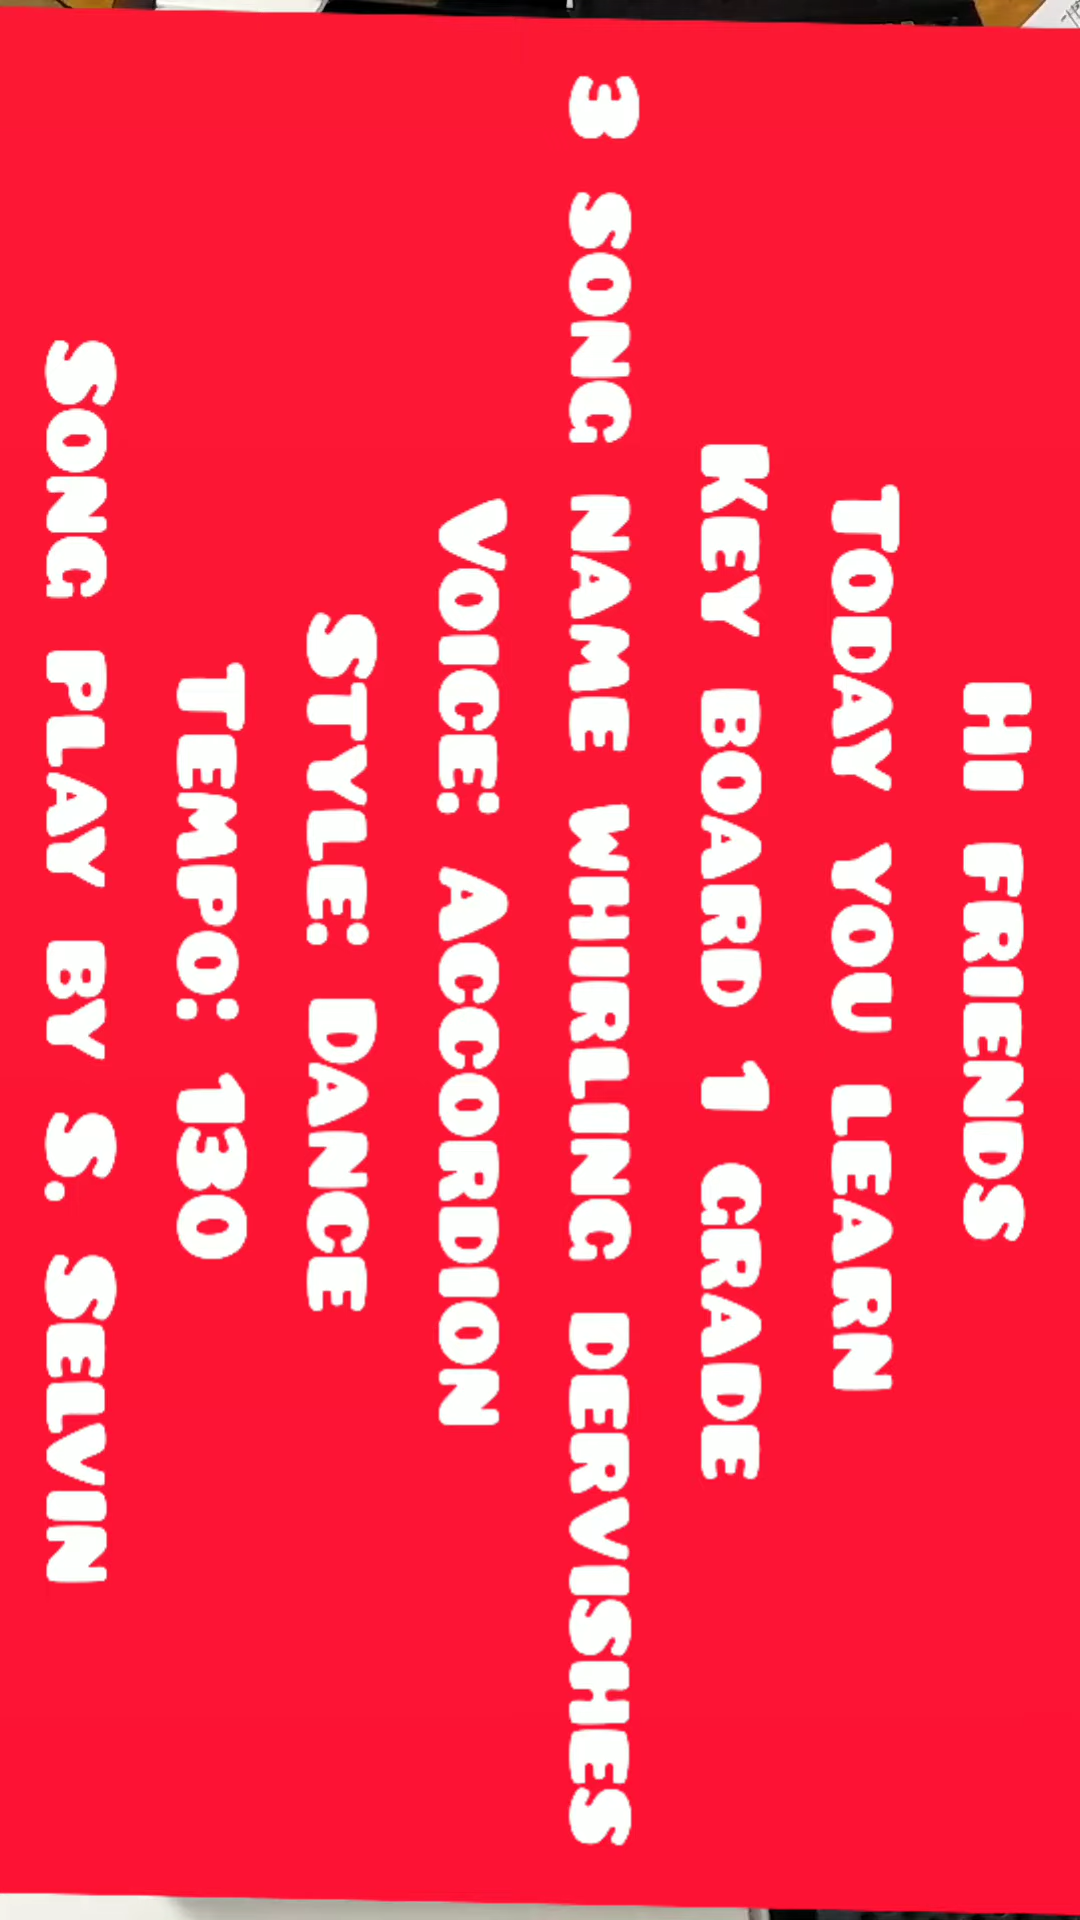 Hi friends
Today you learn
Key board 1 grade
3 song name whirling dervishes
Voice: Accordion
Style: Dance
Tempo: 130
Song play by S. Selvin